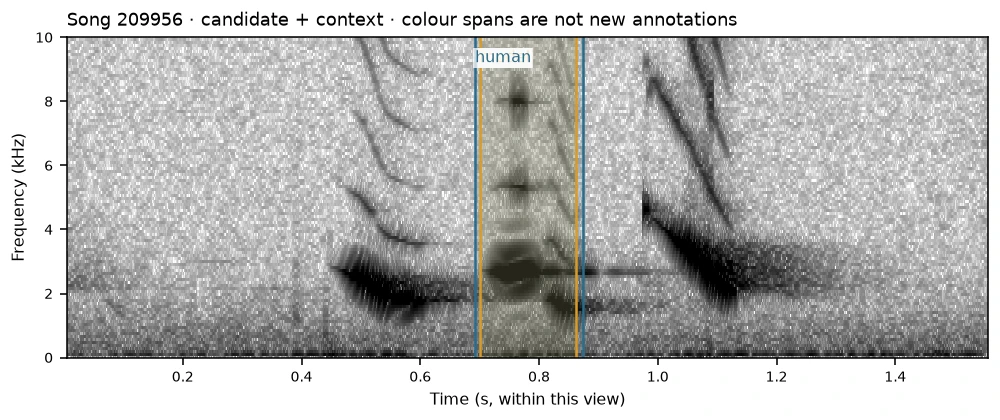 Song 209956 · candidate + context · colour spans are not new annotations
human
Frequency (kHz)
10
8
6
4
2
0
0.2 0.4 0.6 0.8 1.0 1.2 1.4
Time (s, within this view)